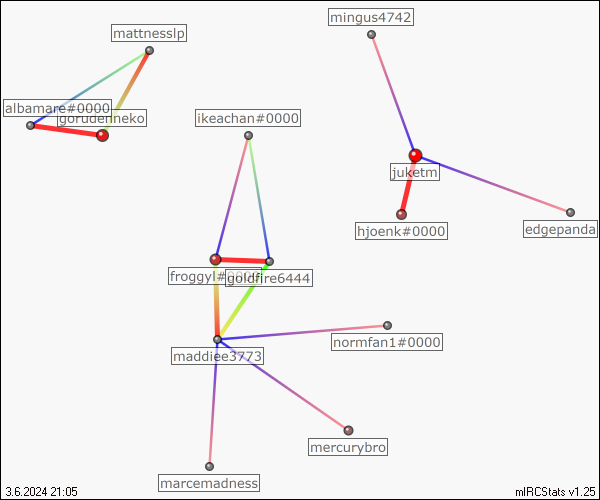 mingus4742
mattnesslp
albamare#0000
gorudenneko
ikeachan#0000
juketm
hjoenk#0000
edgepanda
goldfire6444
maddiee3773
normfan1#0000
mercurybro
marcemadness
3.6.2024 21:05
mIRCStats v1.25